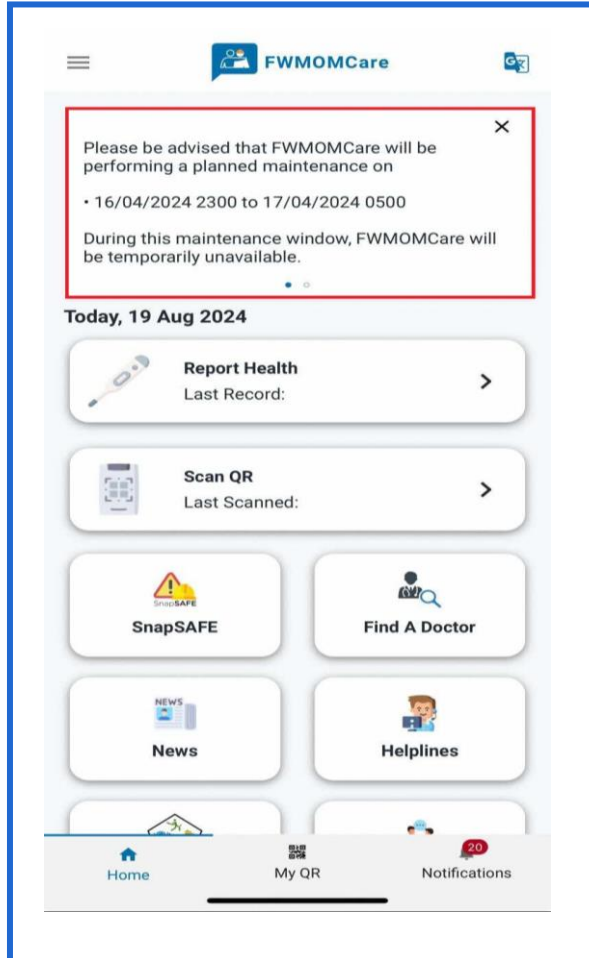 FWMOMCare
Please be advised that FWMOMCare will be
performing a planned maintenance on
• 16/04/2024 2300 to 17/04/2024 0500
During this maintenance window, FWMOMCare will
be temporarily unavailable.
Today, 19 Aug 2024
Report Health
Last Record:
Scan QR
Last Scanned:
SnapSAFE
SnapSAFE
Find A Doctor
NEWS
News
Helplines
20
Home
My QR
Notifications